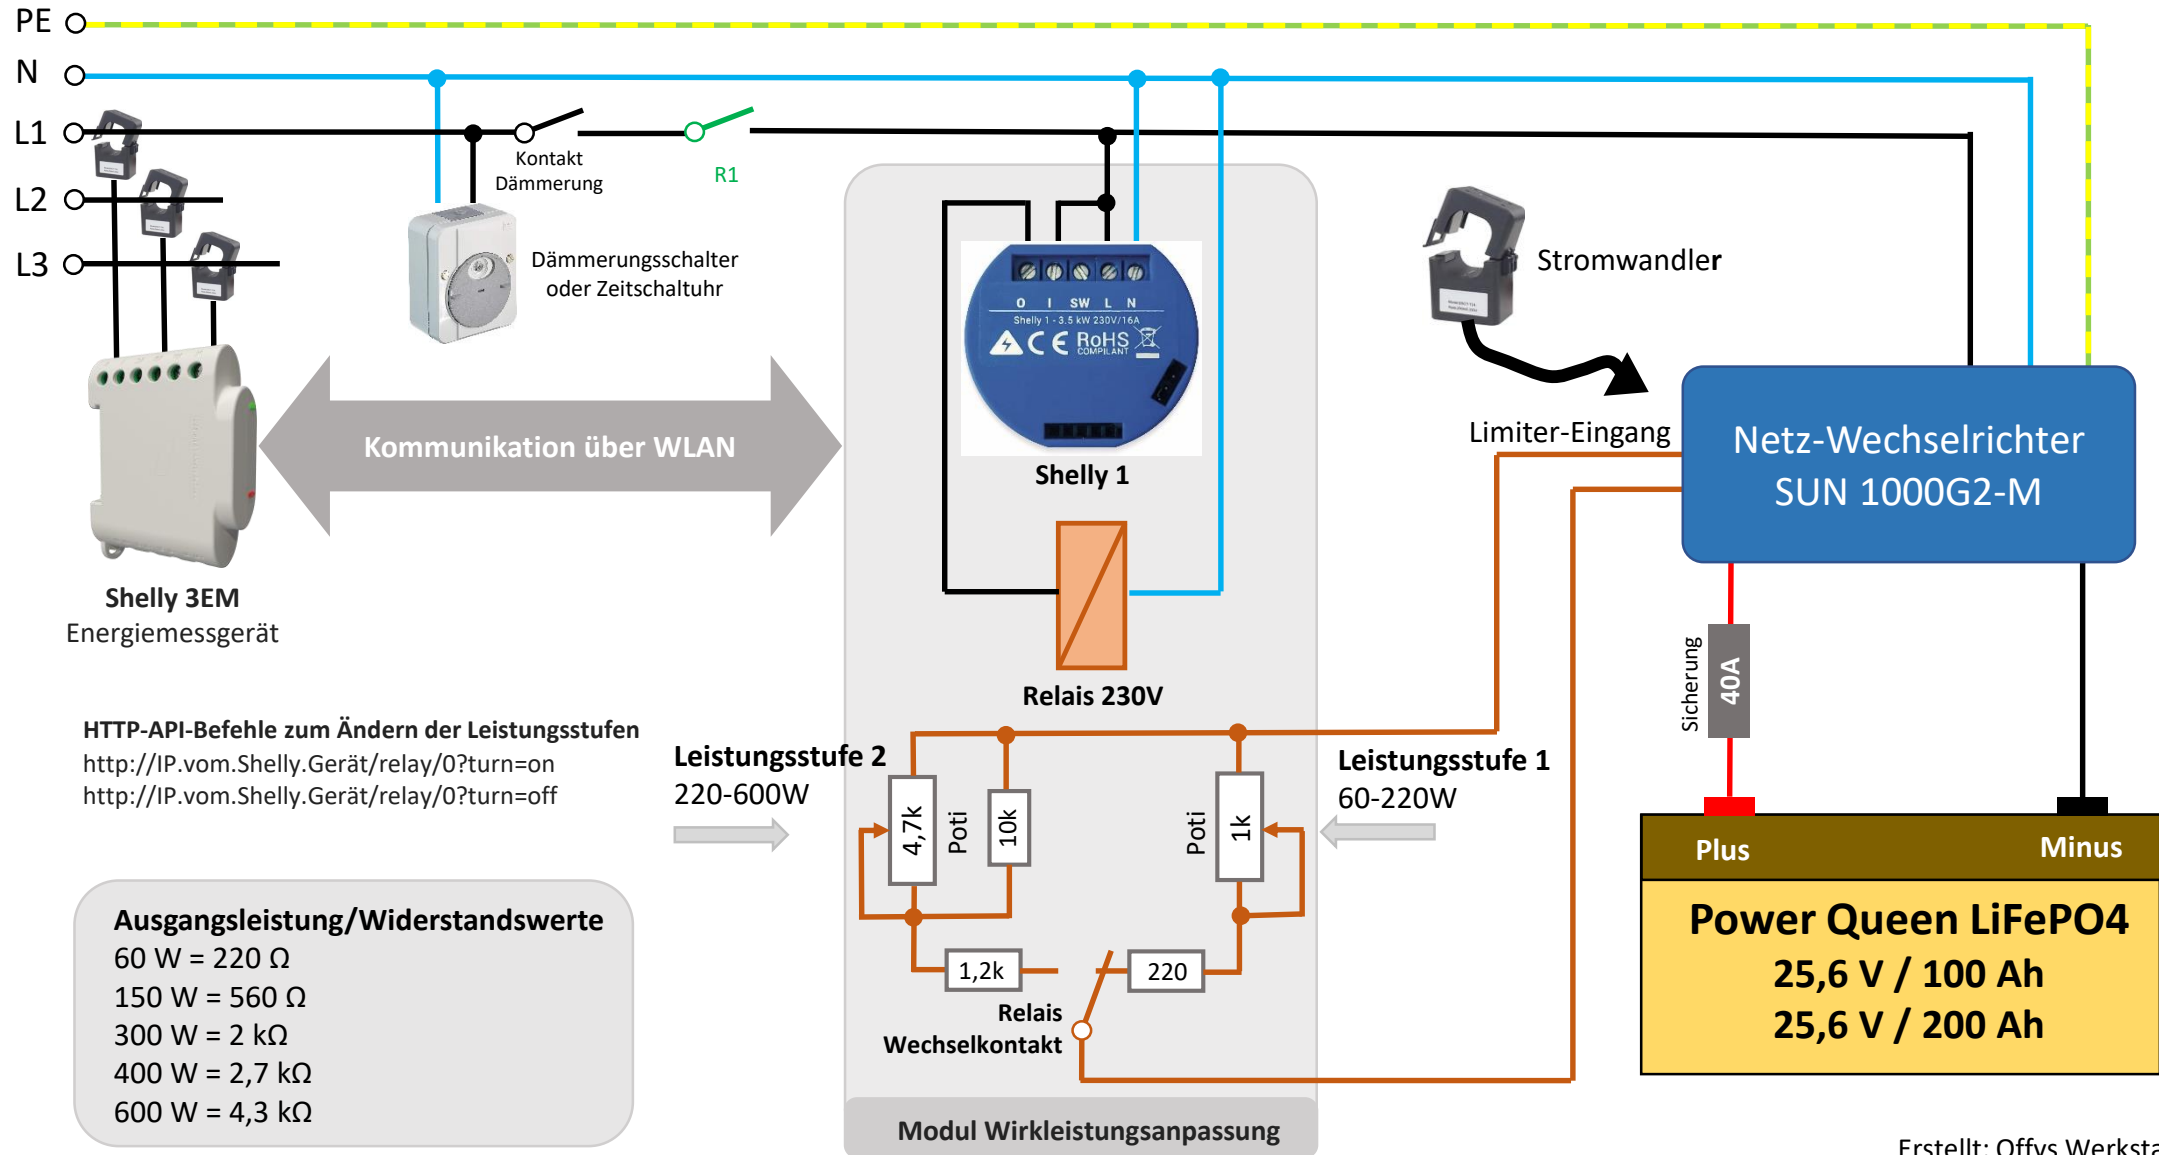 PE
N
L1
L2
L3
Kontakt
Dämmerung
R1
Dämmerungsschalter
oder Zeitschaltuhr
O I SW L N
Shelly 1 - 3.5 kW 230V/16A
CE RoHS
COMPILANT
Shelly 1
Stromwandler
Limiter-Eingang
Netz-Wechselrichter
SUN 1000G2-M
Kommunikation über WLAN
Shelly 3EM
Energiemessgerät
Relais 230V
Sicherung
40A
HTTP-API-Befehle zum Ändern der Leistungsstufen
http://IP.vom.Shelly.Gerät/relay/0?turn=on
http://IP.vom.Shelly.Gerät/relay/0?turn=off
Leistungsstufe 2
220-600W
Leistungsstufe 1
60-220W
4,7k
Poti
10k
Poti
1k
1,2k
220
Relais
Wechselkontakt
Modul Wirkleistungsanpassung
Plus
Minus
Power Queen LiFePO4
25,6 V / 100 Ah
25,6 V / 200 Ah
Ausgangsleistung/Widerstandswerte
60 W = 220 Ω
150 W = 560 Ω
300 W = 2 kΩ
400 W = 2,7 kΩ
600 W = 4,3 kΩ
Erstellt: Offys Werksta